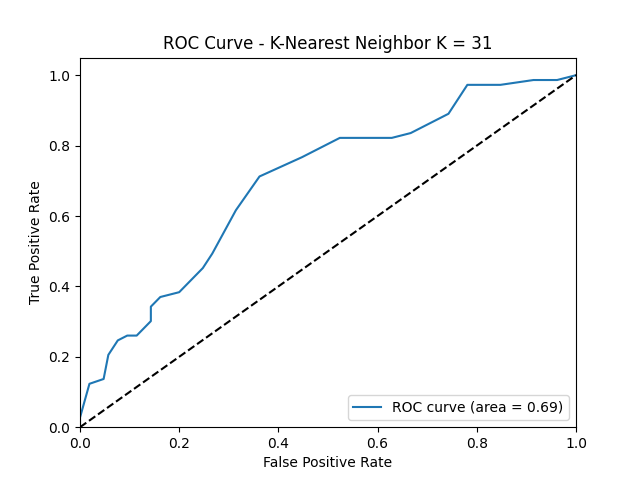 ROC Curve - K-Nearest Neighbor K = 31
True Positive Rate
1.0
0.8
0.6
0.4
0.2
0.0
ROC curve (area = 0.69)
0.0 0.2 0.4 0.6 0.8 1.0
False Positive Rate